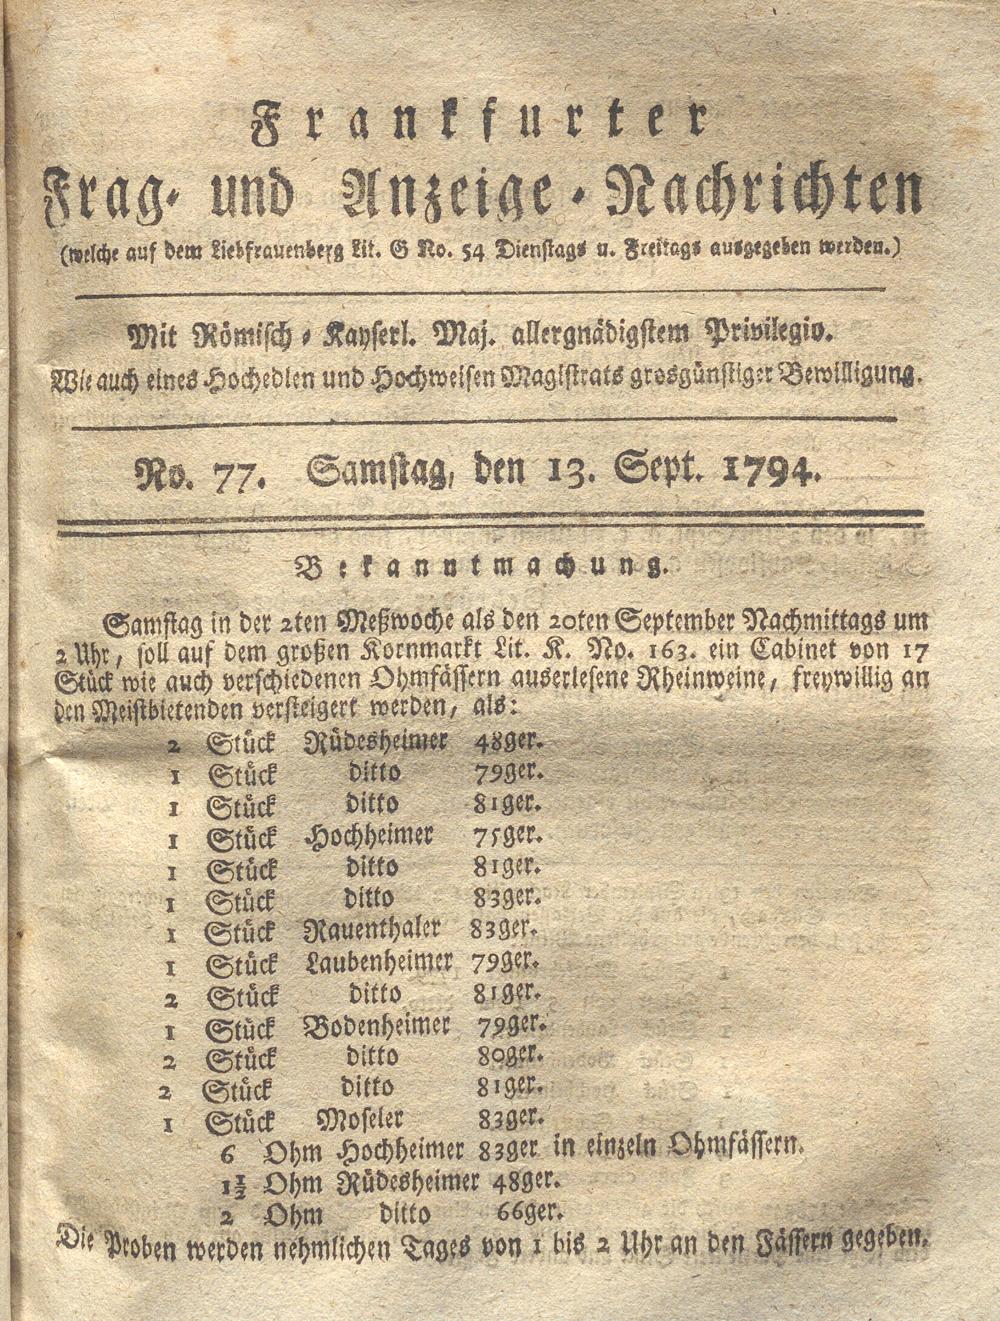 Frankfurter
Frag- und Anzeige-Nachrichten
(welche auf dem Liebfrauenberg Lit. G No. 54 Dienstags u. Freitags ausgegeben werden.)
Mit Römisch-Kayserl. Maj. allergnädigstem Privilegio.
Wie auch eines Hochedlen und Hochweisen Magistrats grosgünstiger Bewilligung.
No. 77. Samstag, den 13. Sept. 1794.
Bekanntmachung.
Samstag in der 2ten Meßwoche als den 20ten September Nachmittags um
2 Uhr, soll auf dem großen Kornmarkt Lit. K. No. 163. ein Cabinet von 17
Stück wie auch verschiedenen Ohmfässern auserlesene Rheinweine, freywillig an
den Meistbietenden versteigert werden, als:
2 Stück Rüdesheimer 48ger.
1 Stück ditto 79ger.
1 Stück ditto 81ger.
1 Stück Hochheimer 75ger.
1 Stück ditto 81ger.
1 Stück ditto 83ger.
1 Stück Rauenthaler 83ger.
1 Stück Laubenheimer 79ger.
2 Stück ditto 81ger.
1 Stück Bodenheimer 79ger.
2 Stück ditto 80ger.
2 Stück ditto 81ger.
1 Stück Moseler 83ger.
6 Ohm Hochheimer 83ger in einzeln Ohmfässern.
1½ Ohm Rüdesheimer 48ger.
2 Ohm ditto 66ger.
Die Proben werden nehmlichen Tages von 1 bis 2 Uhr an den Fässern gegeben.